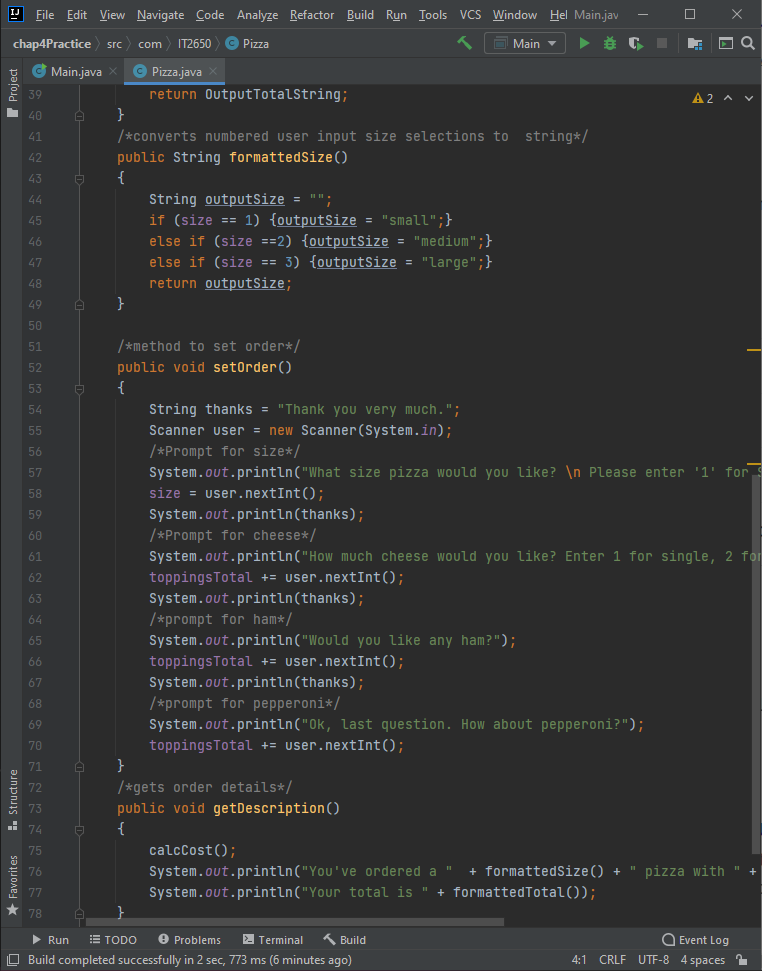 File Edit View Navigate Code Analyze Refactor Build Run Tools VCS Window Hel Main.jav
chap4Practice src com IT2650 Pizza Main
Main.java Pizza.java
Project
2
39 return OutputTotalString;
40 }
41 /*converts numbered user input size selections to  string*/
42 public String formattedSize()
43 {
44 String outputSize = "";
45 if (size == 1) {outputSize = "small";}
46 else if (size ==2) {outputSize = "medium";}
47 else if (size == 3) {outputSize = "large";}
48 return outputSize;
49 }
50
51 /*method to set order*/
52 public void setOrder()
53 {
54 String thanks = "Thank you very much.";
55 Scanner user = new Scanner(System.in);
56 /*Prompt for size*/
57 System.out.println("What size pizza would you like? \n Please enter '1' for S
58 size = user.nextInt();
59 System.out.println(thanks);
60 /*Prompt for cheese*/
61 System.out.println("How much cheese would you like? Enter 1 for single, 2 for
62 toppingsTotal += user.nextInt();
63 System.out.println(thanks);
64 /*prompt for ham*/
65 System.out.println("Would you like any ham?");
66 toppingsTotal += user.nextInt();
67 System.out.println(thanks);
68 /*prompt for pepperoni*/
69 System.out.println("Ok, last question. How about pepperoni?");
70 toppingsTotal += user.nextInt();
71 }
72 /*gets order details*/
73 public void getDescription()
74 {
75 calcCost();
76 System.out.println("You've ordered a "  + formattedSize() + " pizza with " +
77 System.out.println("Your total is " + formattedTotal());
78 }
Structure
Favorites
Run TODO Problems Terminal Build Event Log
Build completed successfully in 2 sec, 773 ms (6 minutes ago) 4:1 CRLF UTF-8 4 spaces